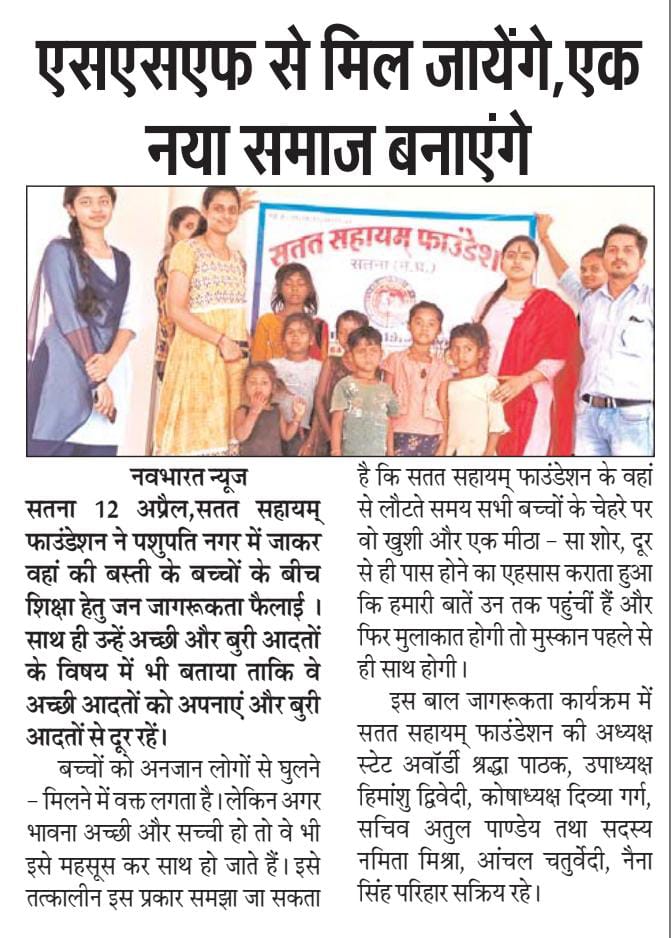 एसएसएफ से मिल जायेंगे,एक
नया समाज बनाएंगे
सतत सहायम् फाउंडेशन
सतना (म.प्र.)
नवभारत न्यूज
सतना 12 अप्रैल,सतत सहायम्
फाउंडेशन ने पशुपति नगर में जाकर
वहां की बस्ती के बच्चों के बीच
शिक्षा हेतु जन जागरूकता फैलाई ।
साथ ही उन्हें अच्छी और बुरी आदतों
के विषय में भी बताया ताकि वे
अच्छी आदतों को अपनाएं और बुरी
आदतों से दूर रहें।
बच्चों को अनजान लोगों से घुलने
– मिलने में वक्त लगता है। लेकिन अगर
भावना अच्छी और सच्ची हो तो वे भी
इसे महसूस कर साथ हो जाते हैं। इसे
तत्कालीन इस प्रकार समझा जा सकता
है कि सतत सहायम् फाउंडेशन के वहां
से लौटते समय सभी बच्चों के चेहरे पर
वो खुशी और एक मीठा – सा शोर, दूर
से ही पास होने का एहसास कराता हुआ
कि हमारी बातें उन तक पहुंचीं हैं और
फिर मुलाकात होगी तो मुस्कान पहले से
ही साथ होगी।
इस बाल जागरूकता कार्यक्रम में
सतत सहायम् फाउंडेशन की अध्यक्ष
स्टेट अवॉर्डी श्रद्धा पाठक, उपाध्यक्ष
हिमांशु द्विवेदी, कोषाध्यक्ष दिव्या गर्ग,
सचिव अतुल पाण्डेय तथा सदस्य
नमिता मिश्रा, आंचल चतुर्वेदी, नैना
सिंह परिहार सक्रिय रहे।